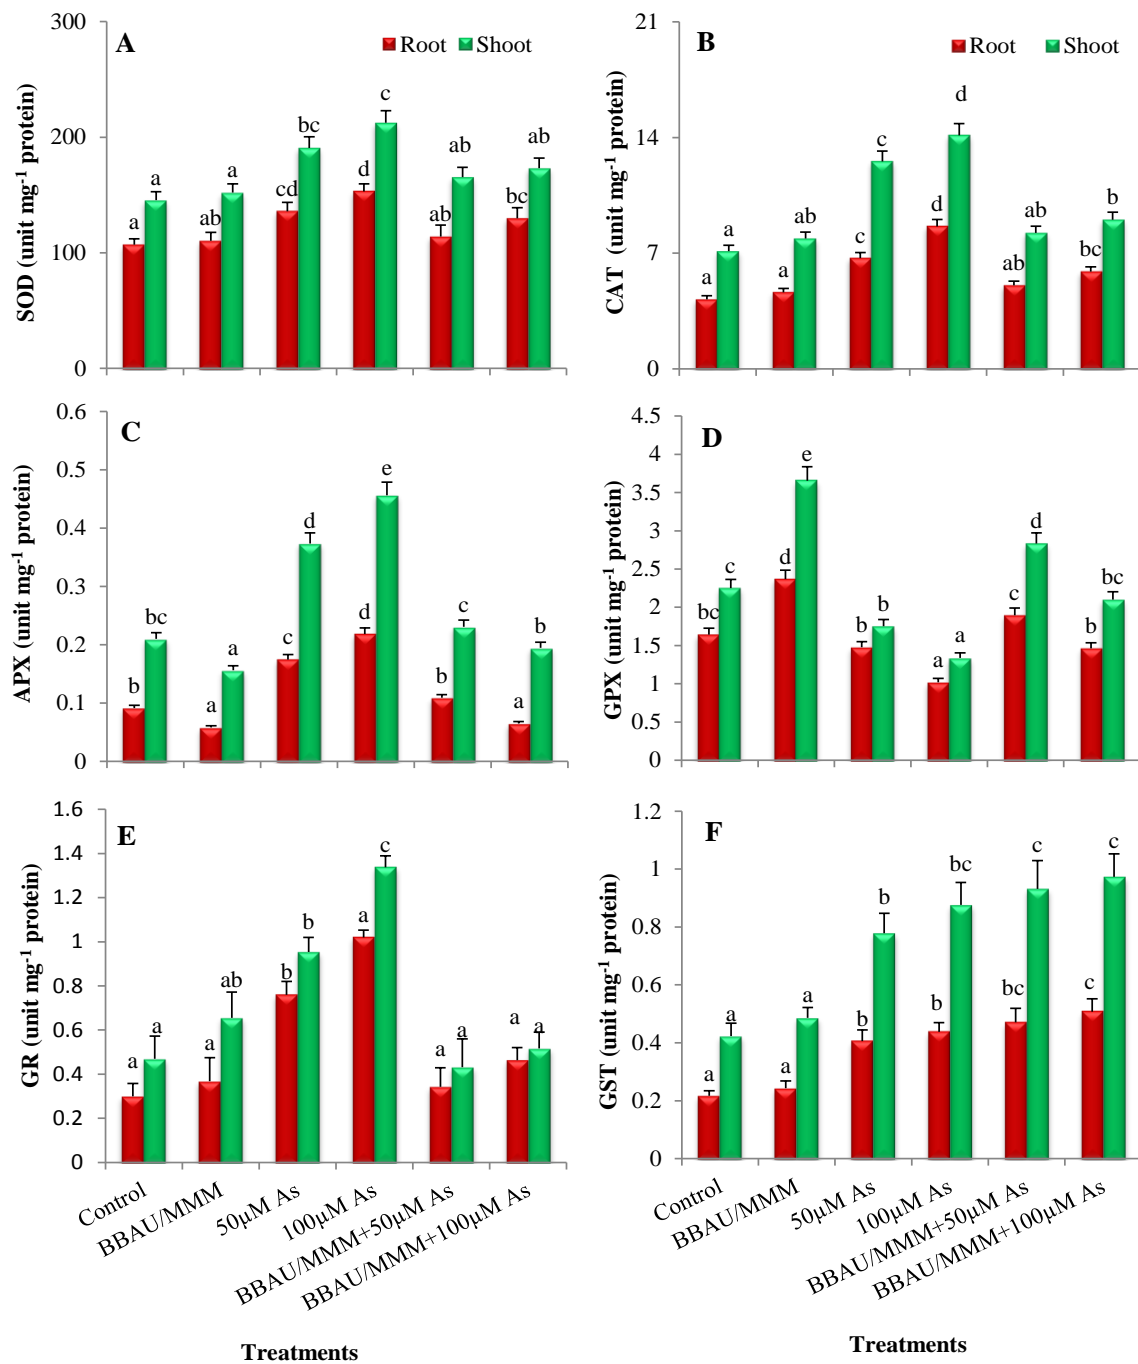 A
Root Shoot
SOD (unit mg-1 protein)
300
200
100
0
a a
ab a
cd bc
d c
ab ab
bc ab
B
Root Shoot
CAT (unit mg-1 protein)
21
14
7
0
a a
a ab
c c
d d
ab ab
bc b
C
APX (unit mg-1 protein)
0.6
0.5
0.4
0.3
0.2
0.1
0
b bc
a a
c d
d e
b c
a b
D
GPX (unit mg-1 protein)
4.5
4
3.5
3
2.5
2
1.5
1
0.5
0
bc c
d e
b b
a a
c d
b bc
E
GR (unit mg-1 protein)
1.6
1.4
1.2
1
0.8
0.6
0.4
0.2
0
a a
a ab
b b
a c
a a
a a
Control
BBAU/MMM
50µM As
100µM As
BBAU/MMM+50µM As
BBAU/MMM+100µM As
Treatments
F
GST (unit mg-1 protein)
1.2
1
0.8
0.6
0.4
0.2
0
a a
a a
b b
b bc
bc c
c c
Control
BBAU/MMM
50µM As
100µM As
BBAU/MMM+50µM As
BBAU/MMM+100µM As
Treatments